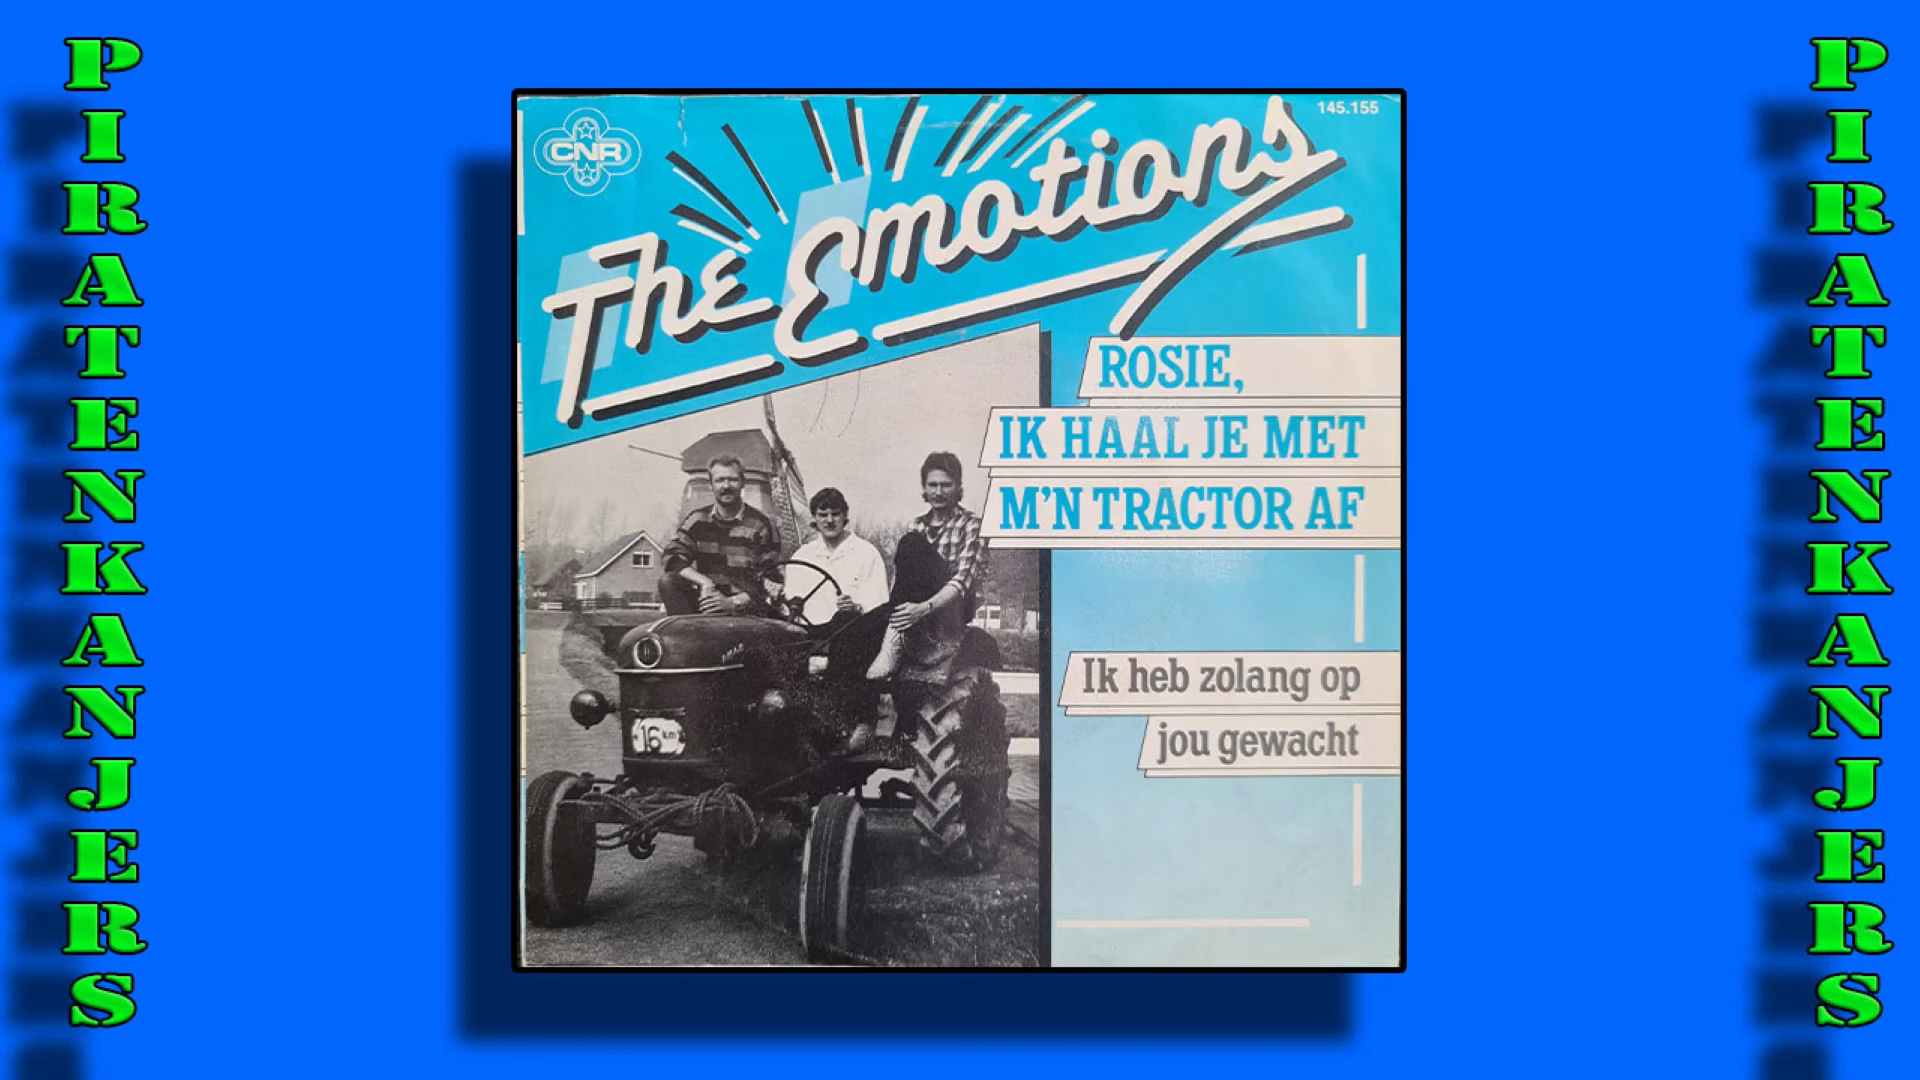 PIRATENKANJERS
CNR
145.155
The Emotions
ROSIE,
IK HAAL JE MET
M'N TRACTOR AF
16 km
Ik heb zolang op
jou gewacht
PIRATENKANJERS